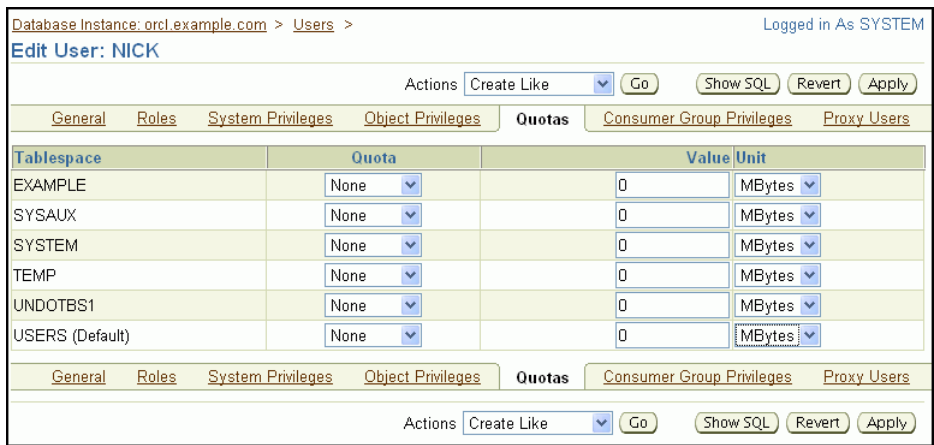 Database Instance: orcl.example.com > Users > Logged in As SYSTEM
Edit User: NICK
Actions Create Like Go Show SQL Revert Apply
General Roles System Privileges Object Privileges Quotas Consumer Group Privileges Proxy Users
Tablespace Quota Value Unit
EXAMPLE None 0 MBytes
SYSAUX None 0 MBytes
SYSTEM None 0 MBytes
TEMP None 0 MBytes
UNDOTBS1 None 0 MBytes
USERS (Default) None 0 MBytes
General Roles System Privileges Object Privileges Quotas Consumer Group Privileges Proxy Users
Actions Create Like Go Show SQL Revert Apply